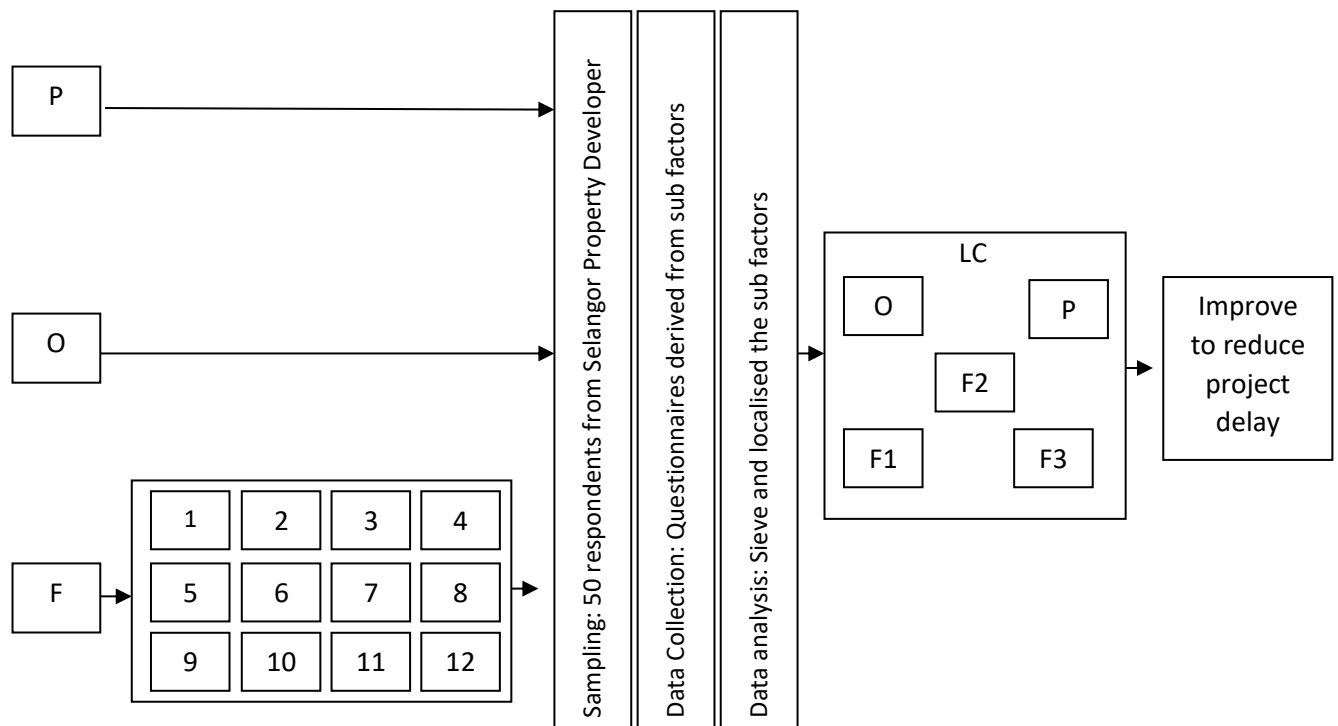 P
O
F
1
2
3
4
5
6
7
8
9
10
11
12
Sampling: 50 respondents from Selangor Property Developer
Data Collection: Questionnaires derived from sub factors
Data analysis: Sieve and localised the sub factors
LC
O
P
F2
F1
F3
Improve
to reduce
project
delay